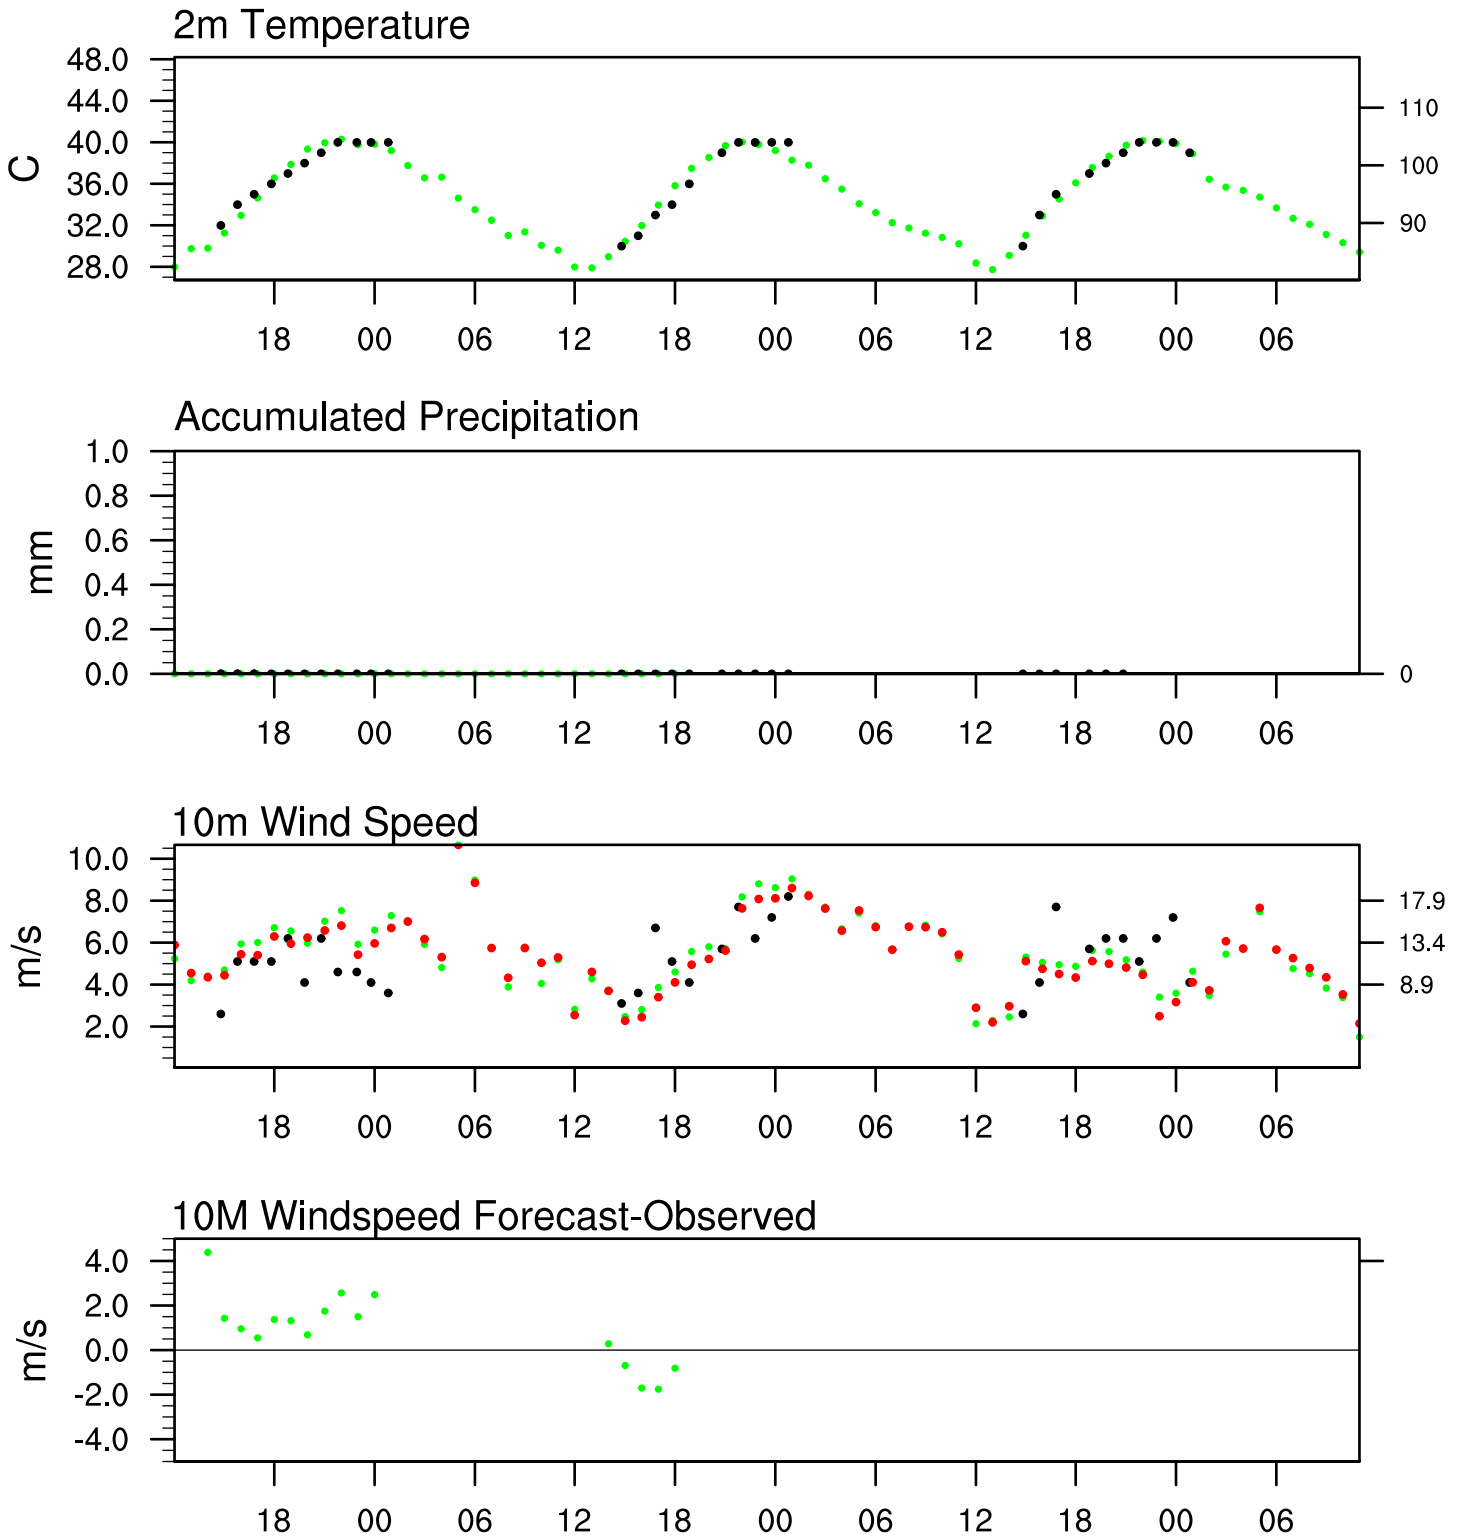 2m Temperature
48.0
44.0
40.0
36.0
32.0
28.0
C
110
100
90
18 00 06 12 18 00 06 12 18 00 06
Accumulated Precipitation
1.0
0.8
0.6
0.4
0.2
0.0
mm
0
18 00 06 12 18 00 06 12 18 00 06
10m Wind Speed
10.0
8.0
6.0
4.0
2.0
m/s
17.9
13.4
8.9
18 00 06 12 18 00 06 12 18 00 06
10M Windspeed Forecast-Observed
4.0
2.0
0.0
-2.0
-4.0
m/s
18 00 06 12 18 00 06 12 18 00 06